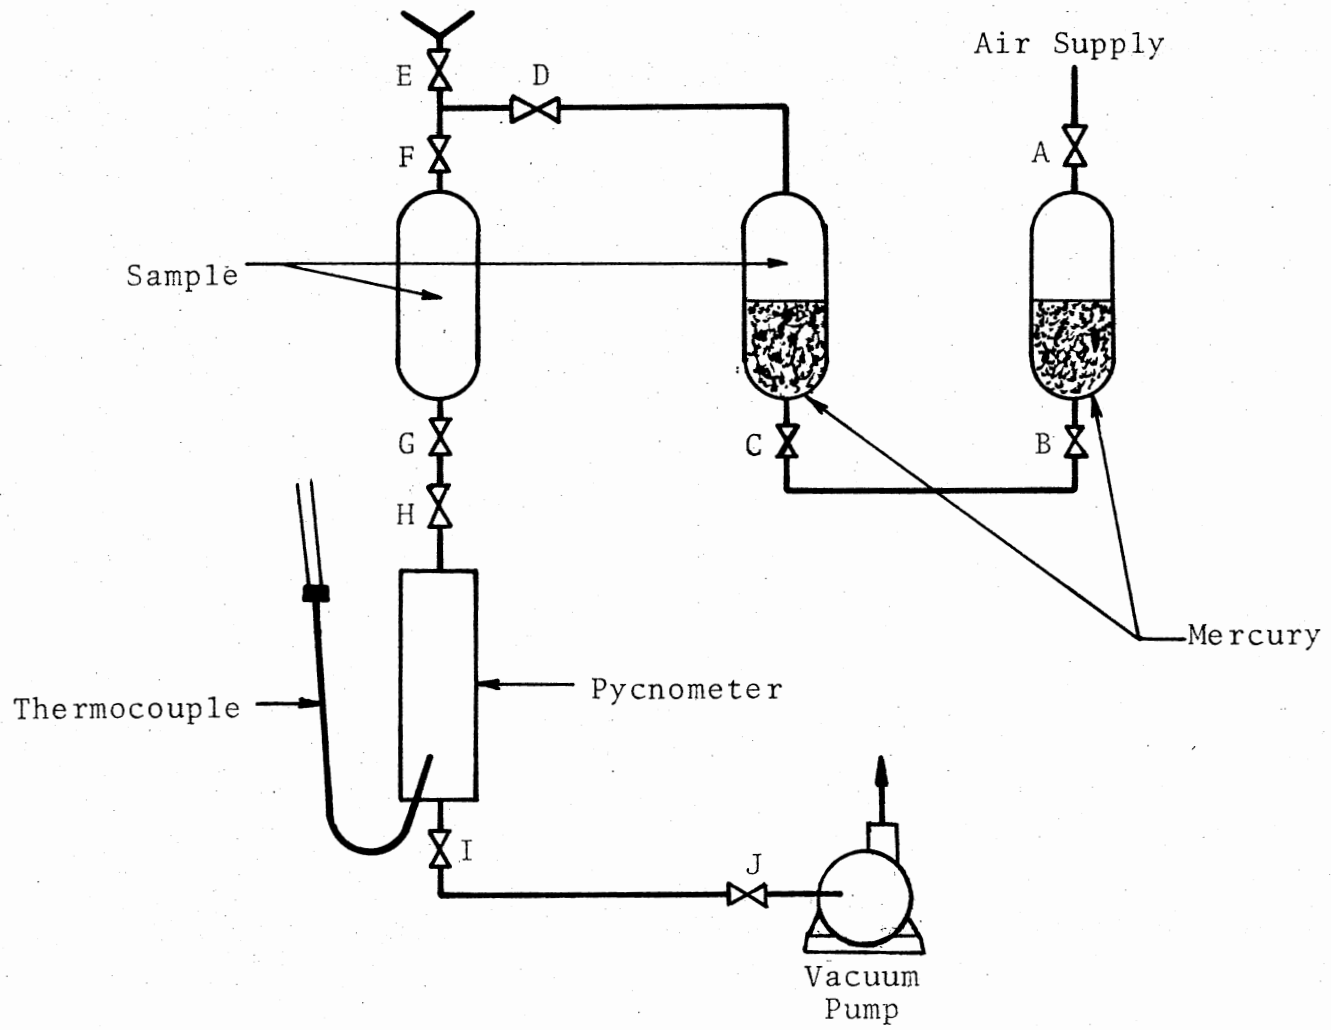 Air Supply
E
D
F
A
Sample
G
C
B
H
Mercury
Pycnometer
Thermocouple
I
J
Vacuum
Pump